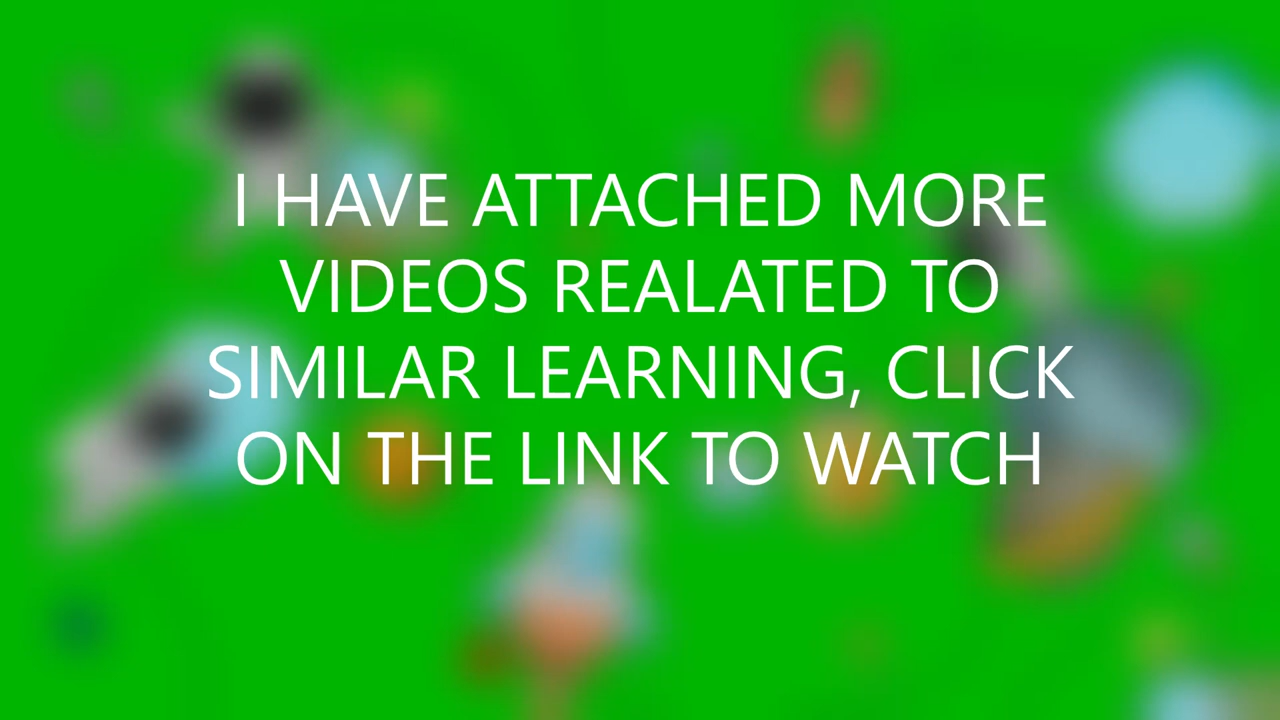 I HAVE ATTACHED MORE
VIDEOS REALATED TO
SIMILAR LEARNING, CLICK
ON THE LINK TO WATCH